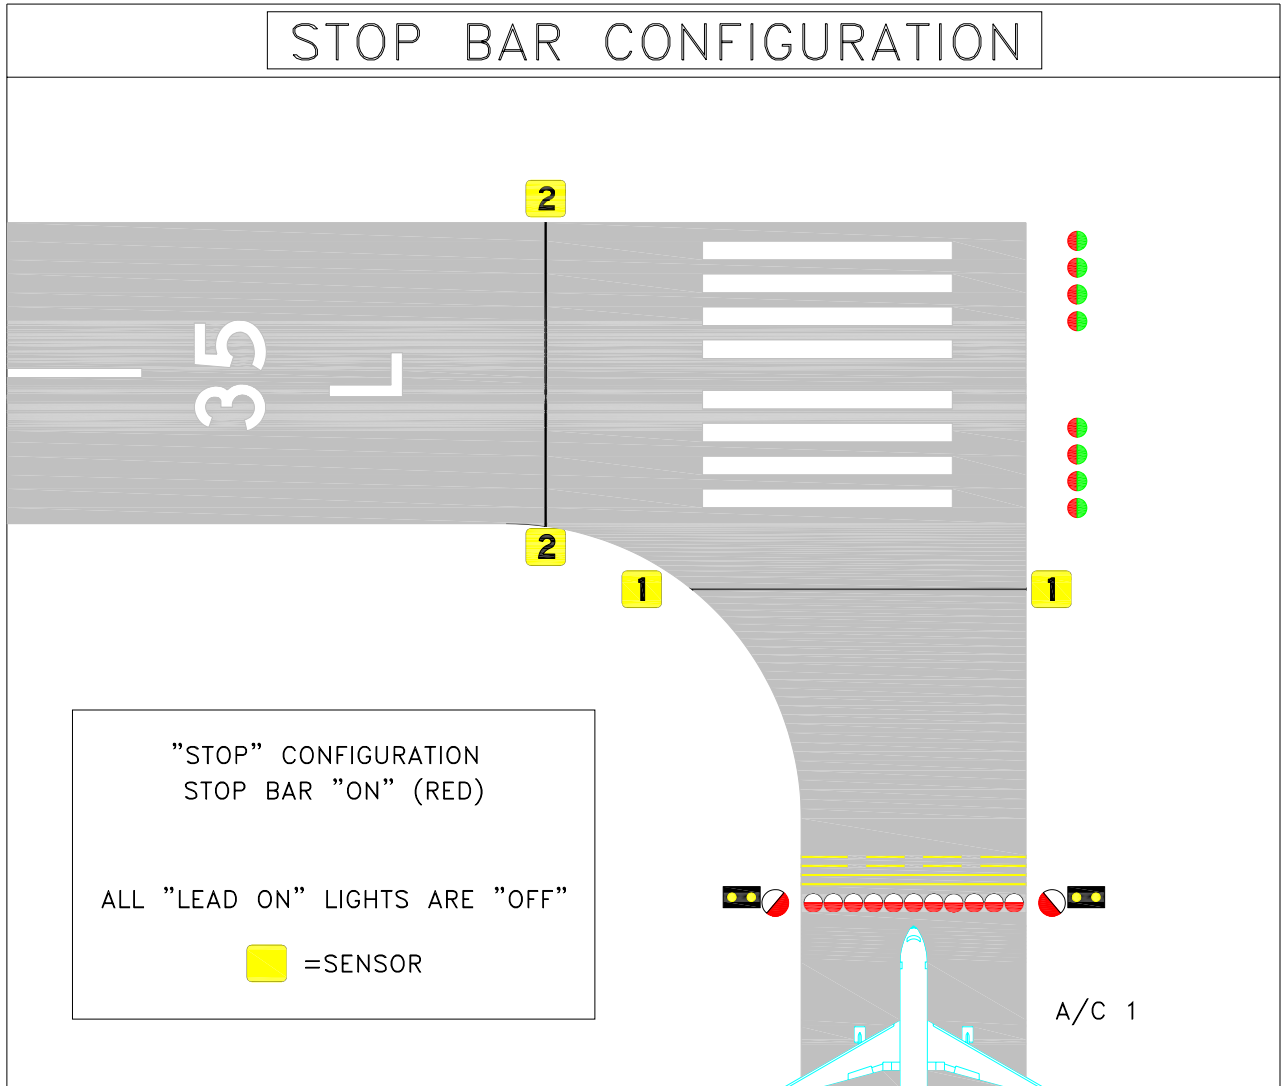 STOP BAR CONFIGURATION
2
35
L
2
1
1
”STOP” CONFIGURATION
STOP BAR ”ON” (RED)
ALL ”LEAD ON” LIGHTS ARE ”OFF”
=SENSOR
A/C 1